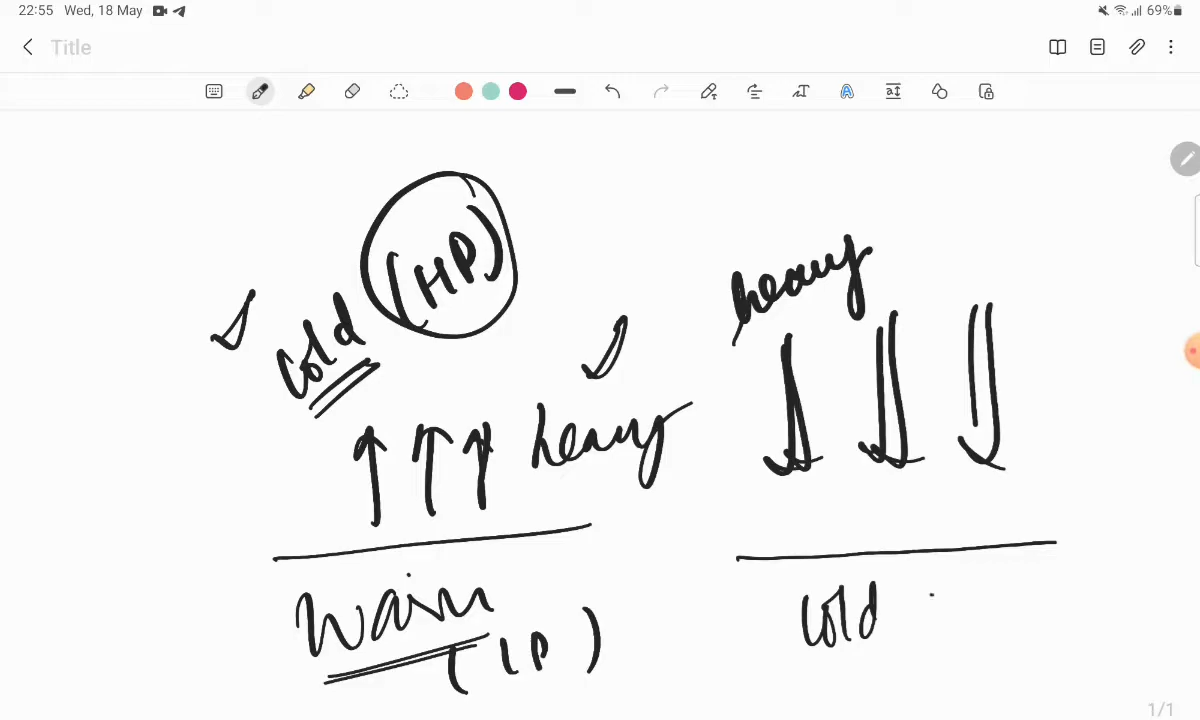 22:55 Wed, 18 May
69%
Title
(HP)
cold
heavy
heavy
warm
(LP)
cold
1/1